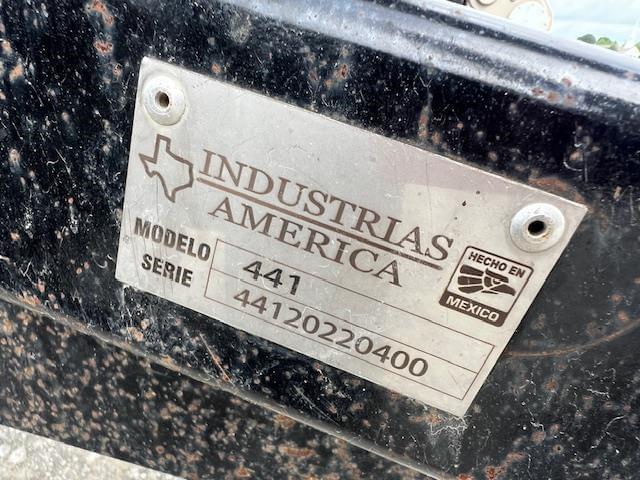 INDUSTRIAS
AMERICA
MODELO 441
SERIE 44120220400
HECHO EN
MEXICO